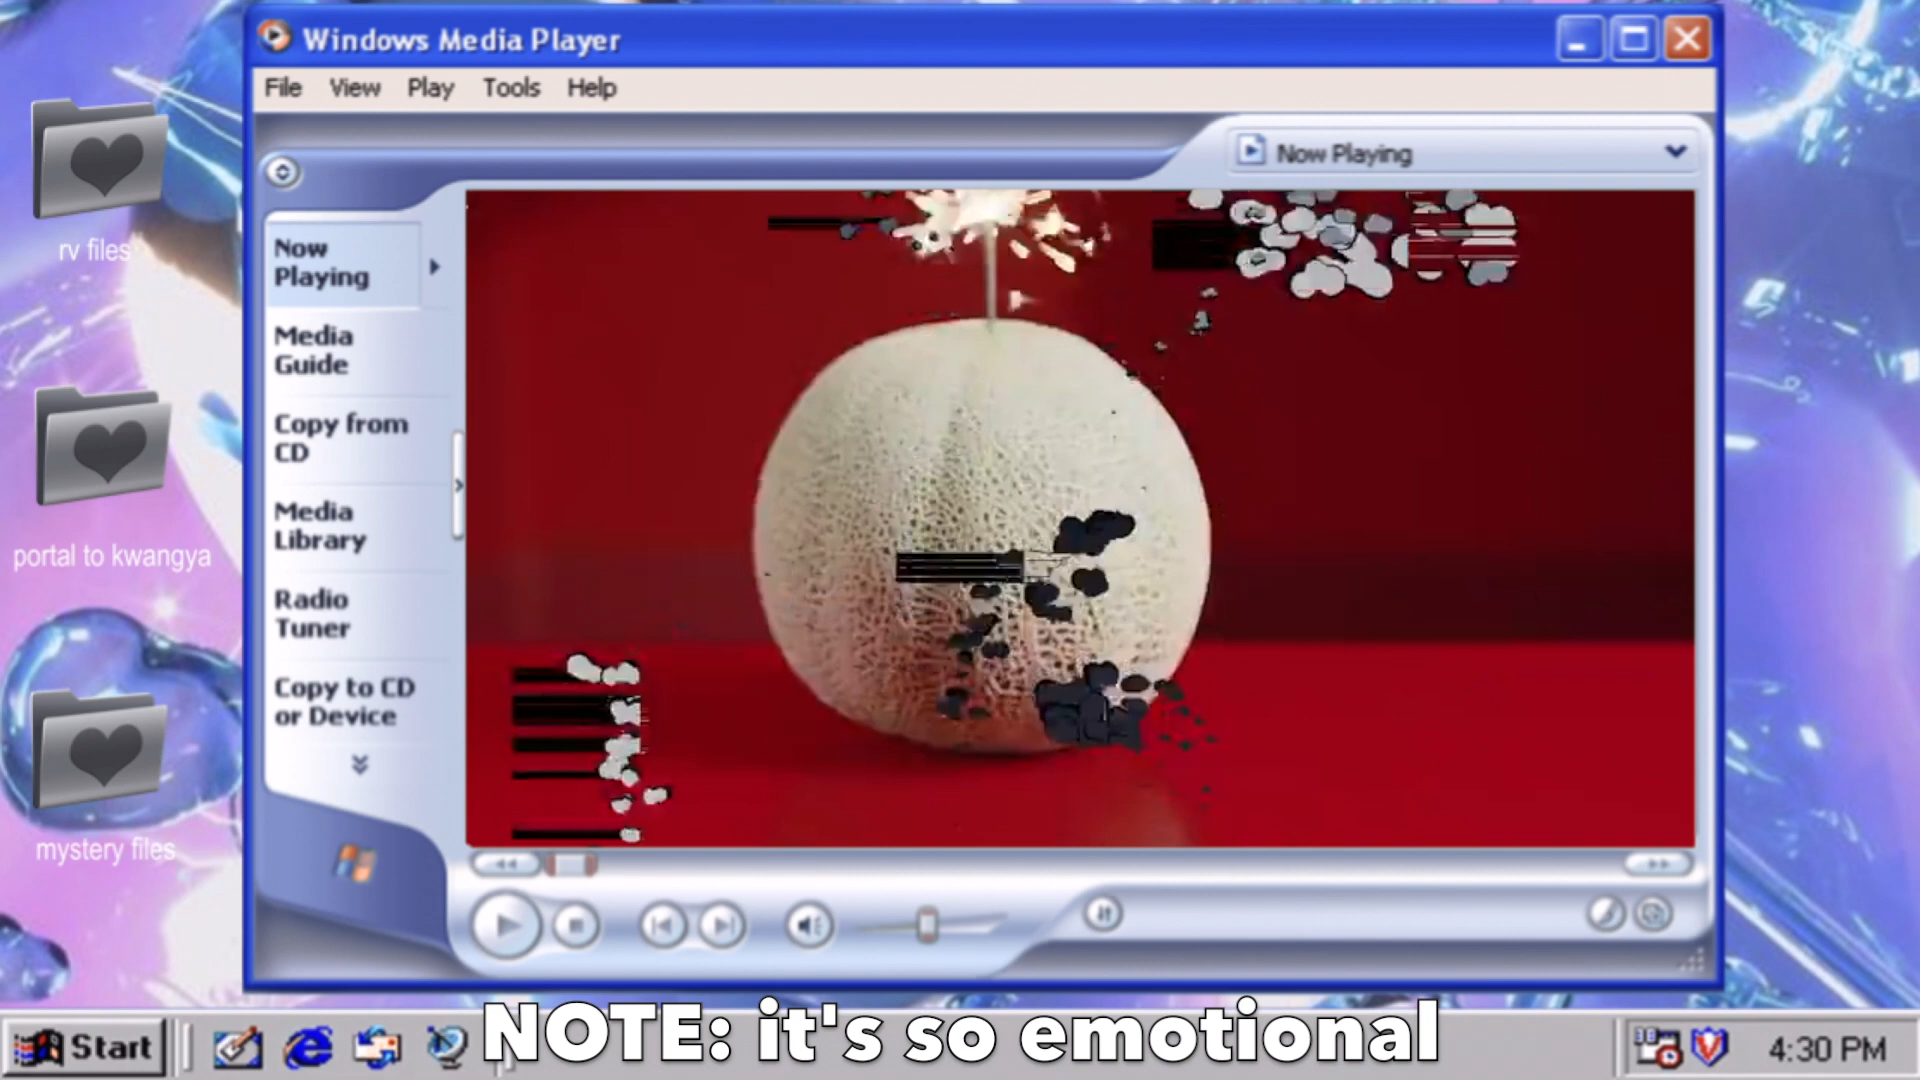 Windows Media Player
File View Play Tools Help
Now Playing
Now
Playing
Media
Guide
Copy from
CD
Media
Library
Radio
Tuner
Copy to CD
or Device
rv files
portal to kwangya
mystery files
NOTE: it's so emotional
Start
4:30 PM